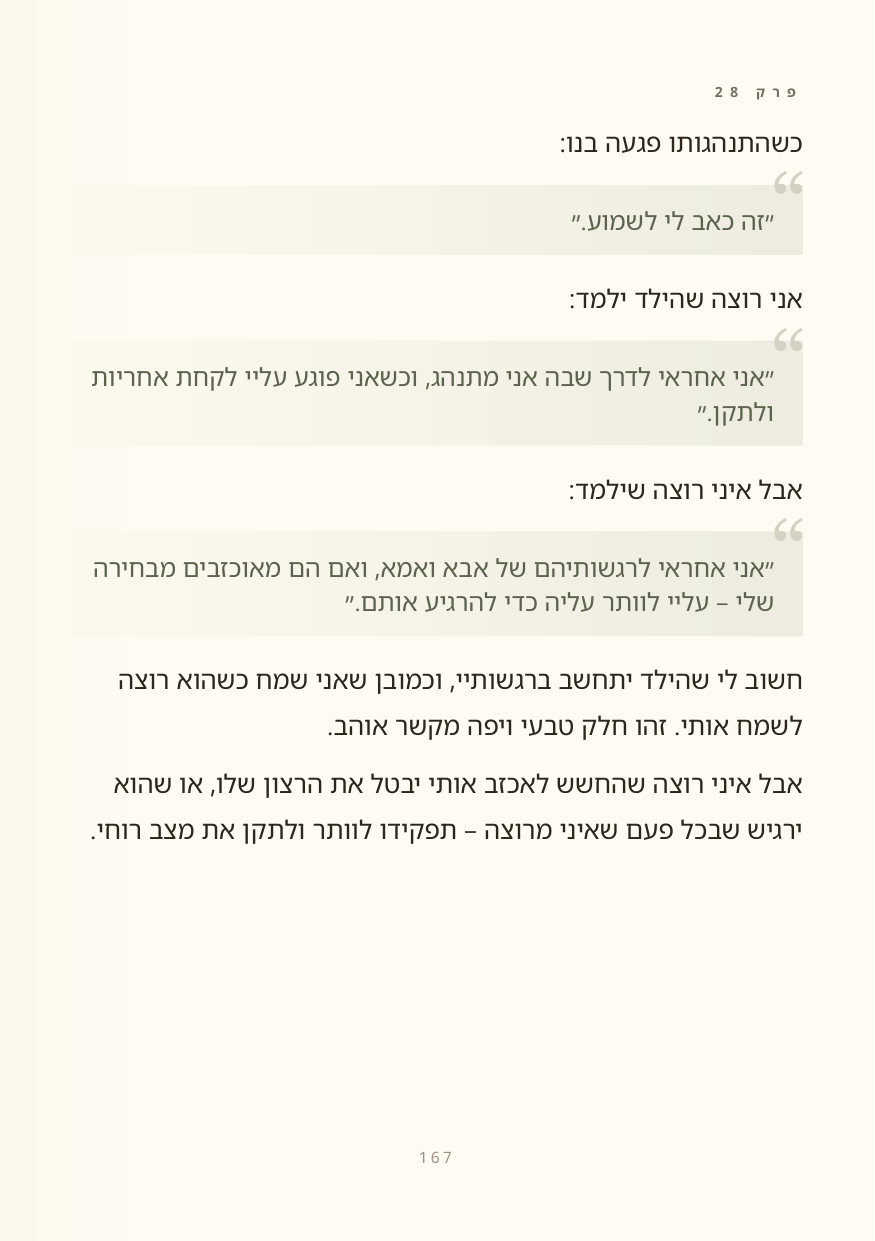 פרק 28
כשהתנהגותו פגעה בנו:
״זה כאב לי לשמוע.״
אני רוצה שהילד ילמד:
״אני אחראי לדרך שבה אני מתנהג, וכשאני פוגע עליי לקחת אחריות
ולתקן.״
אבל איני רוצה שילמד:
״אני אחראי לרגשותיהם של אבא ואמא, ואם הם מאוכזבים מבחירה
שלי – עליי לוותר עליה כדי להרגיע אותם.״
חשוב לי שהילד יתחשב ברגשותיי, וכמובן שאני שמח כשהוא רוצה
לשמח אותי. זהו חלק טבעי ויפה מקשר אוהב.
אבל איני רוצה שהחשש לאכזב אותי יבטל את הרצון שלו, או שהוא
ירגיש שבכל פעם שאיני מרוצה – תפקידו לוותר ולתקן את מצב רוחי.
167